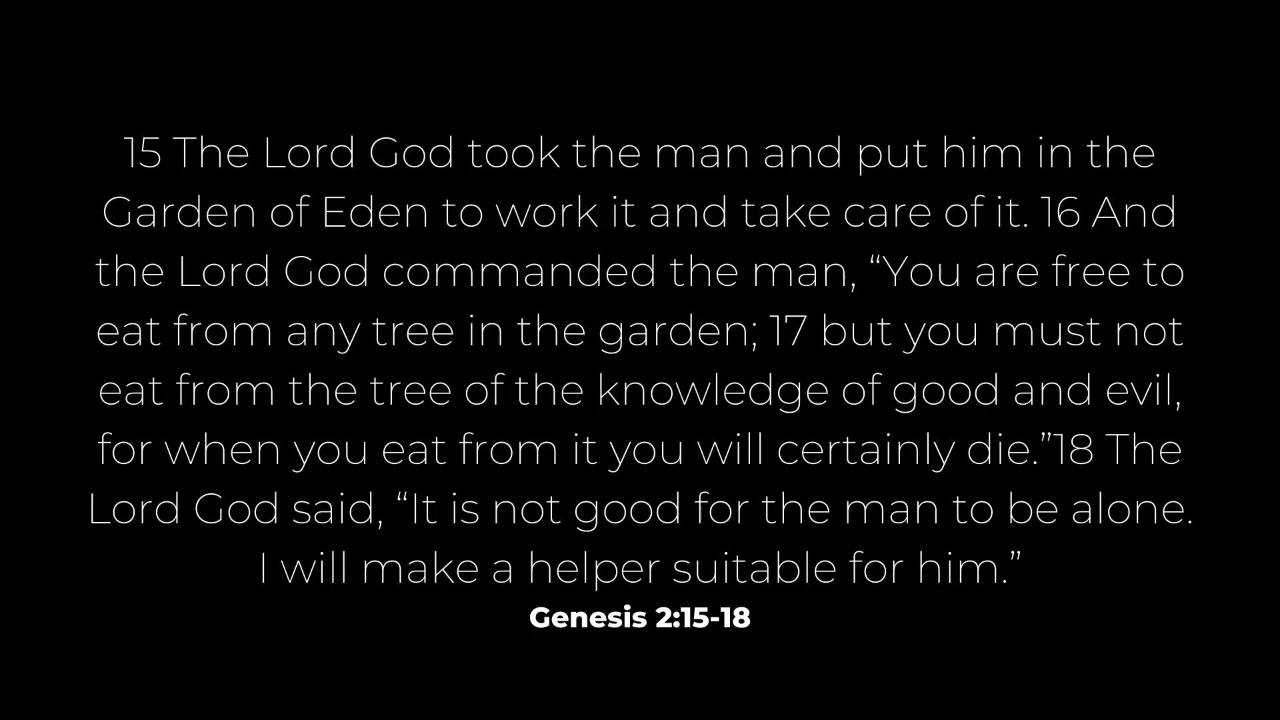 15 The Lord God took the man and put him in the
Garden of Eden to work it and take care of it. 16 And
the Lord God commanded the man, “You are free to
eat from any tree in the garden; 17 but you must not
eat from the tree of the knowledge of good and evil,
for when you eat from it you will certainly die.”18 The
Lord God said, “It is not good for the man to be alone.
I will make a helper suitable for him.”
Genesis 2:15-18